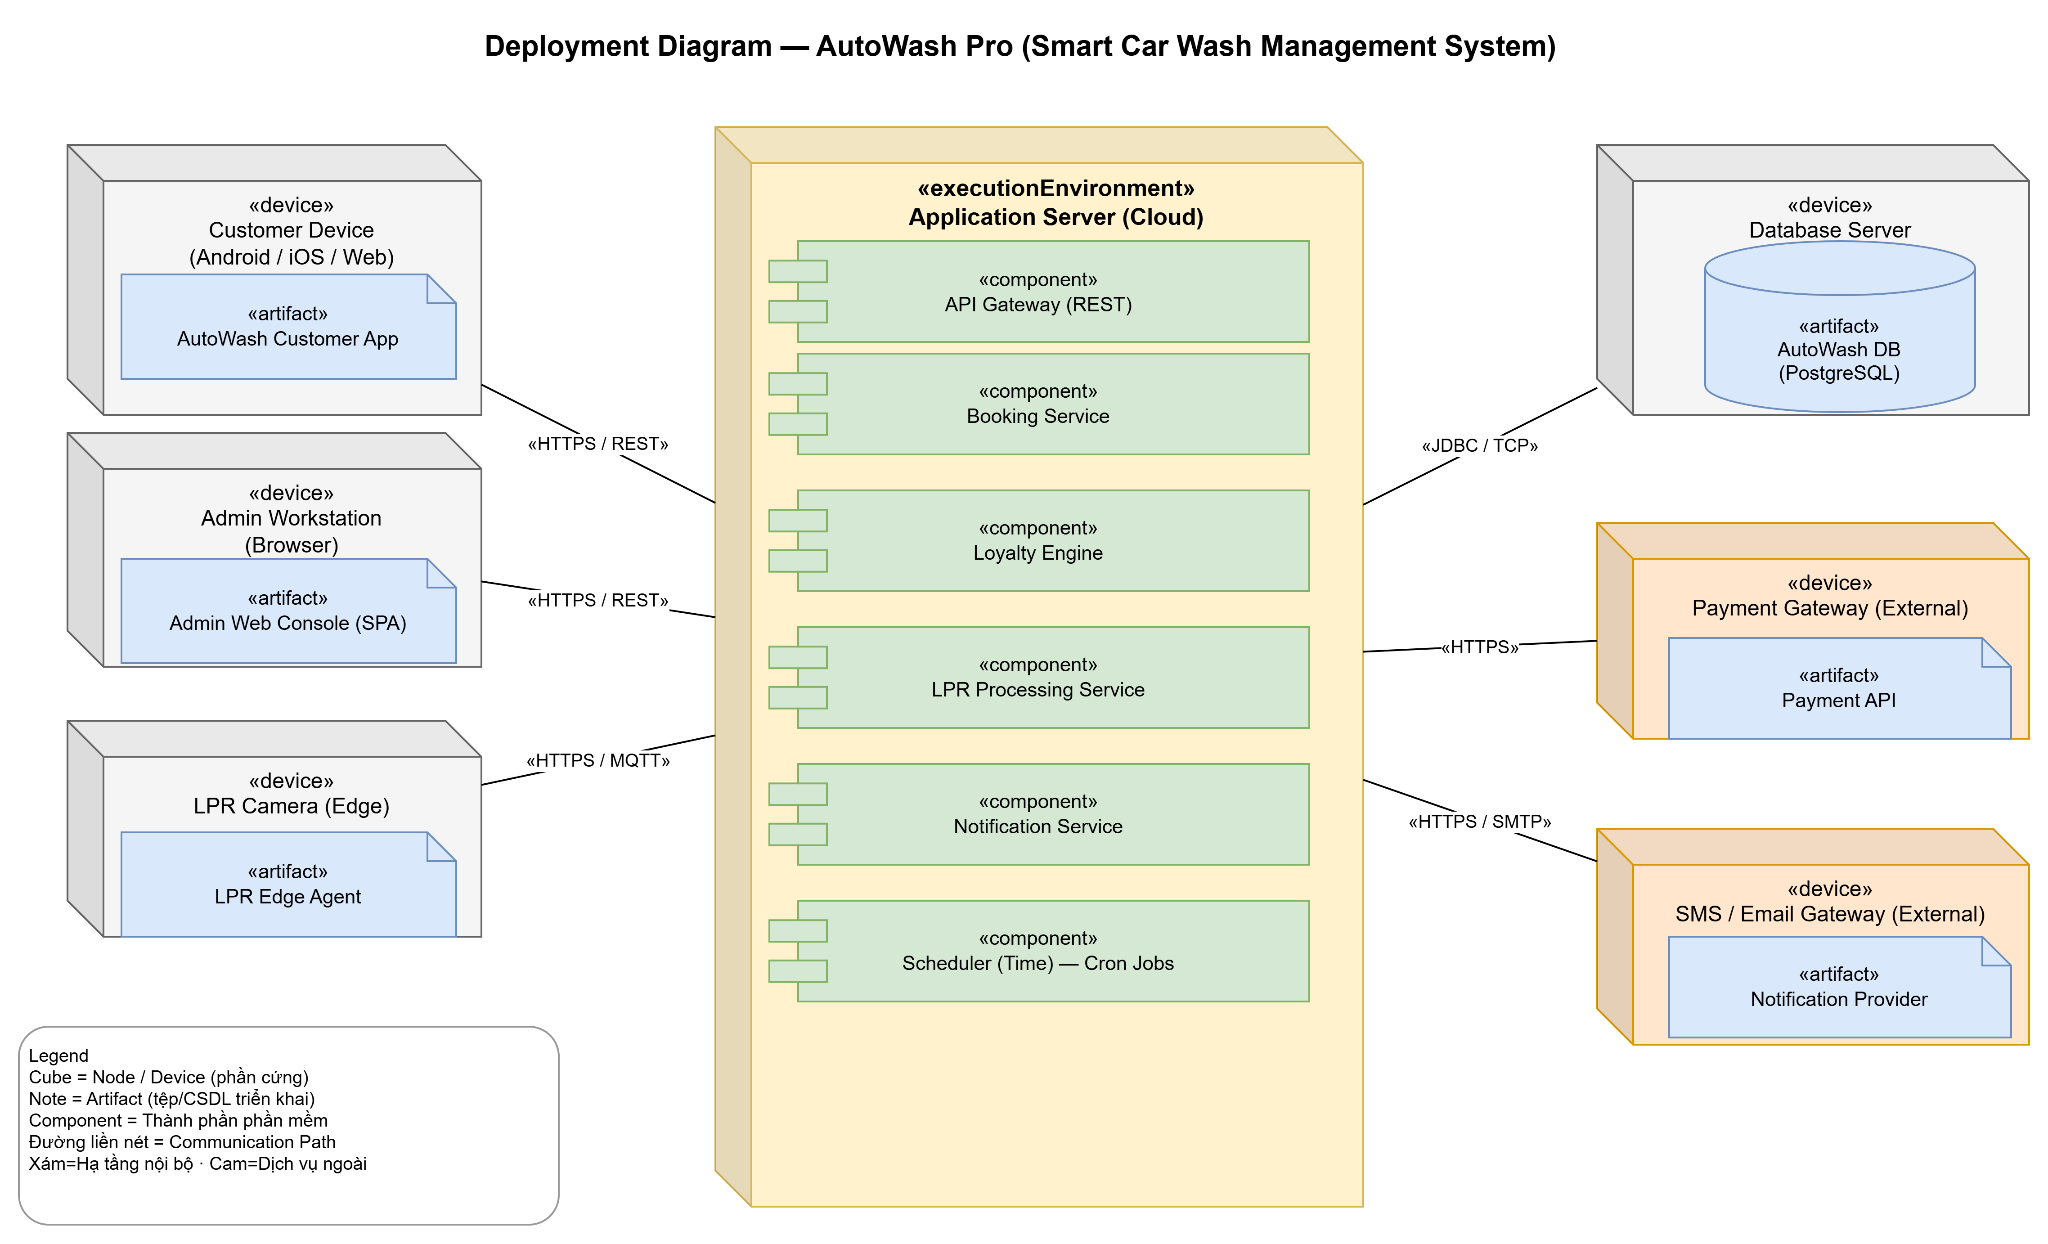 Deployment Diagram — AutoWash Pro (Smart Car Wash Management System)
«device»
Customer Device
(Android / iOS / Web)
«artifact»
AutoWash Customer App
«HTTPS / REST»
«device»
Admin Workstation
(Browser)
«artifact»
Admin Web Console (SPA)
«HTTPS / REST»
«device»
LPR Camera (Edge)
«artifact»
LPR Edge Agent
«HTTPS / MQTT»
«executionEnvironment»
Application Server (Cloud)
«component»
API Gateway (REST)
«component»
Booking Service
«component»
Loyalty Engine
«component»
LPR Processing Service
«component»
Notification Service
«component»
Scheduler (Time) — Cron Jobs
«JDBC / TCP»
«device»
Database Server
«artifact»
AutoWash DB
(PostgreSQL)
«HTTPS»
«device»
Payment Gateway (External)
«artifact»
Payment API
«HTTPS / SMTP»
«device»
SMS / Email Gateway (External)
«artifact»
Notification Provider
Legend
Cube = Node / Device (phần cứng)
Note = Artifact (tệp/CSDL triển khai)
Component = Thành phần phần mềm
Đường liền nét = Communication Path
Xám=Hạ tầng nội bộ · Cam=Dịch vụ ngoài